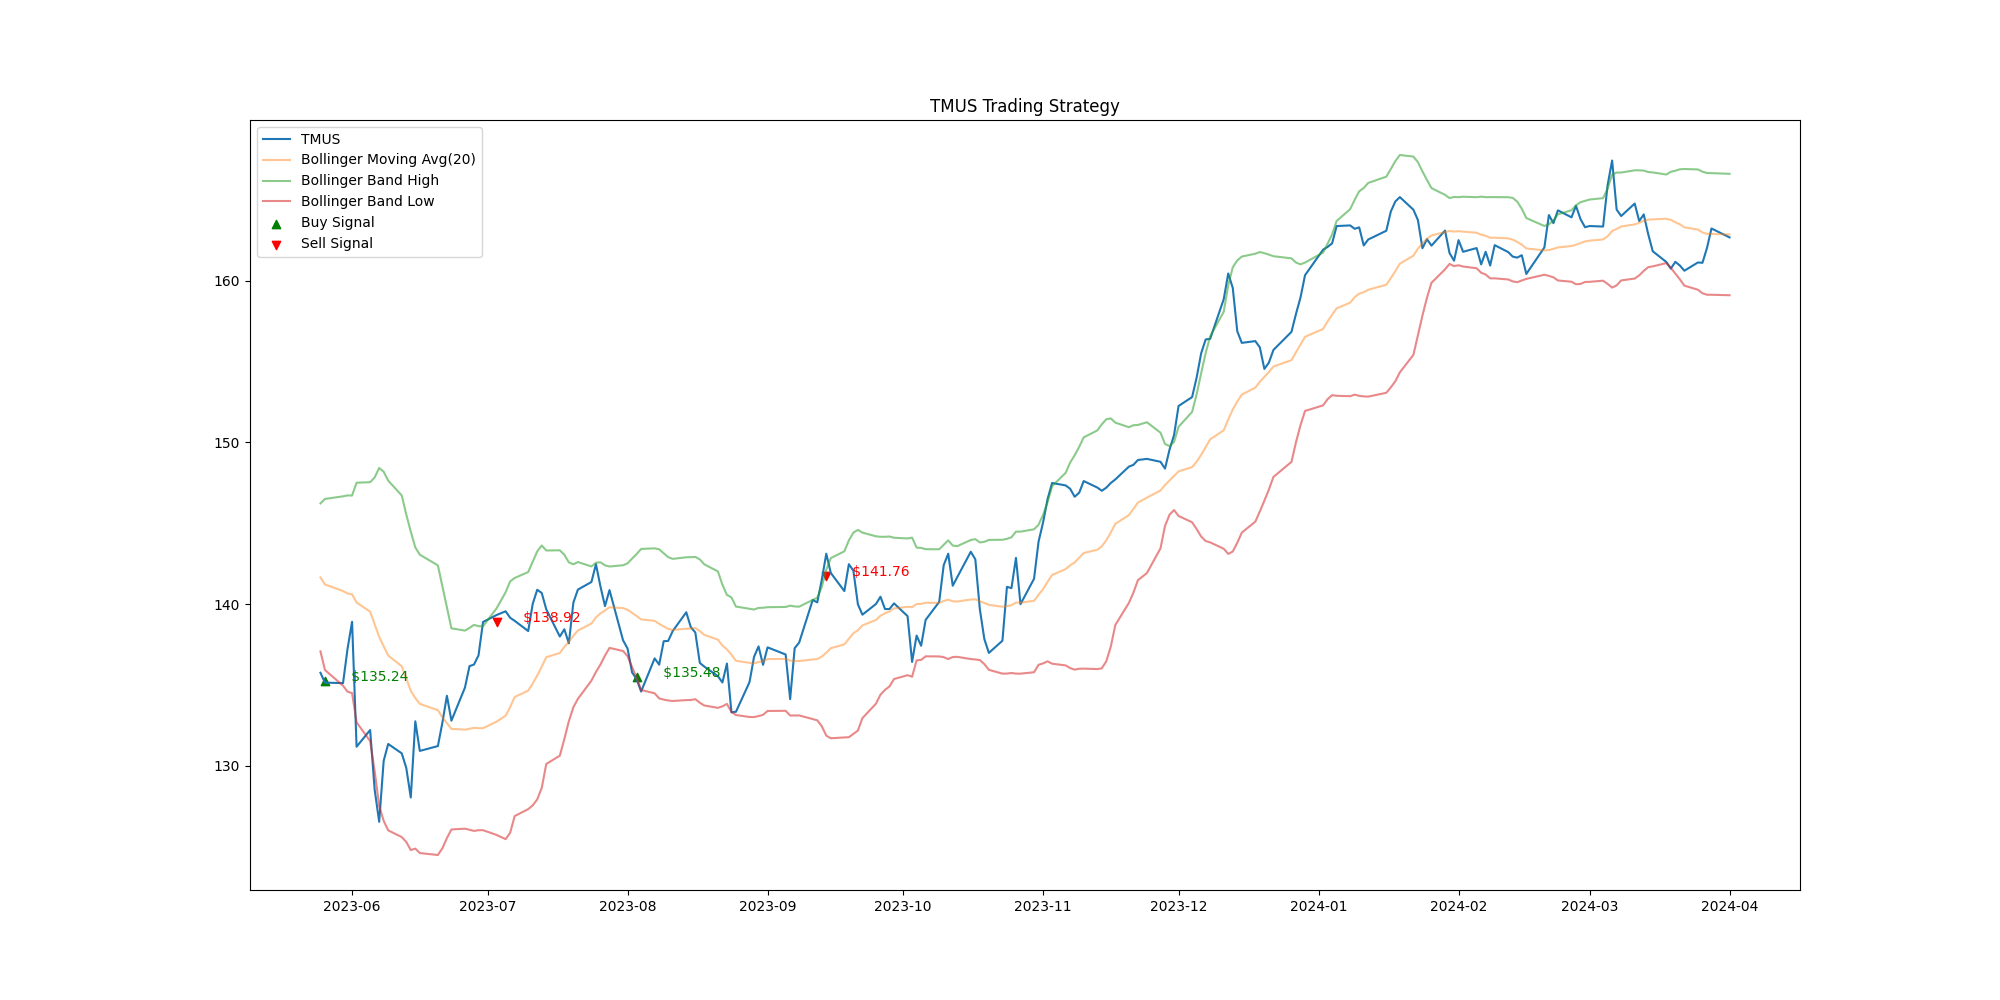 TMUS Trading Strategy
TMUS
Bollinger Moving Avg(20)
Bollinger Band High
Bollinger Band Low
Buy Signal
Sell Signal
160
150
140
130
$135.24
$138.92
$135.48
$141.76
2023-06
2023-07
2023-08
2023-09
2023-10
2023-11
2023-12
2024-01
2024-02
2024-03
2024-04